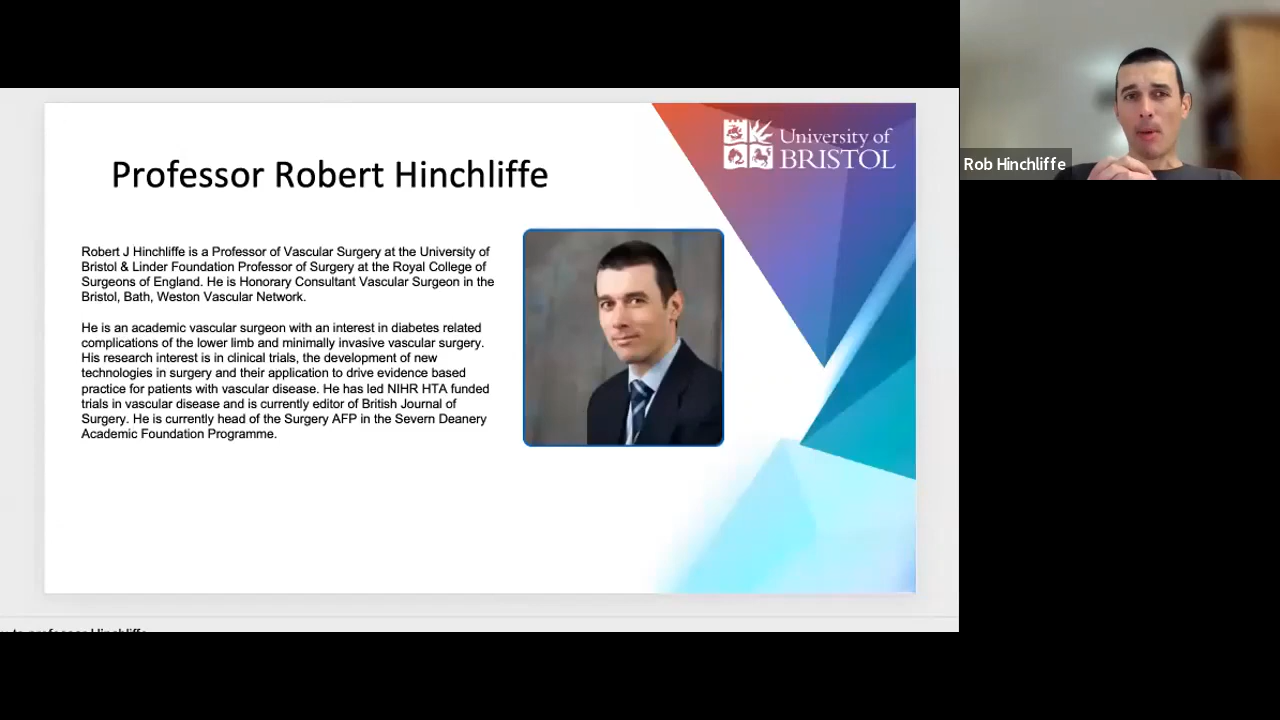 University of
BRISTOL
Professor Robert Hinchliffe
Rob Hinchliffe
Robert J Hinchliffe is a Professor of Vascular Surgery at the University of
Bristol & Linder Foundation Professor of Surgery at the Royal College of
Surgeons of England. He is Honorary Consultant Vascular Surgeon in the
Bristol, Bath, Weston Vascular Network.
He is an academic vascular surgeon with an interest in diabetes related
complications of the lower limb and minimally invasive vascular surgery.
His research interest is in clinical trials, the development of new
technologies in surgery and their application to drive evidence based
practice for patients with vascular disease. He has led NIHR HTA funded
trials in vascular disease and is currently editor of British Journal of
Surgery. He is currently head of the Surgery AFP in the Severn Deanery
Academic Foundation Programme.